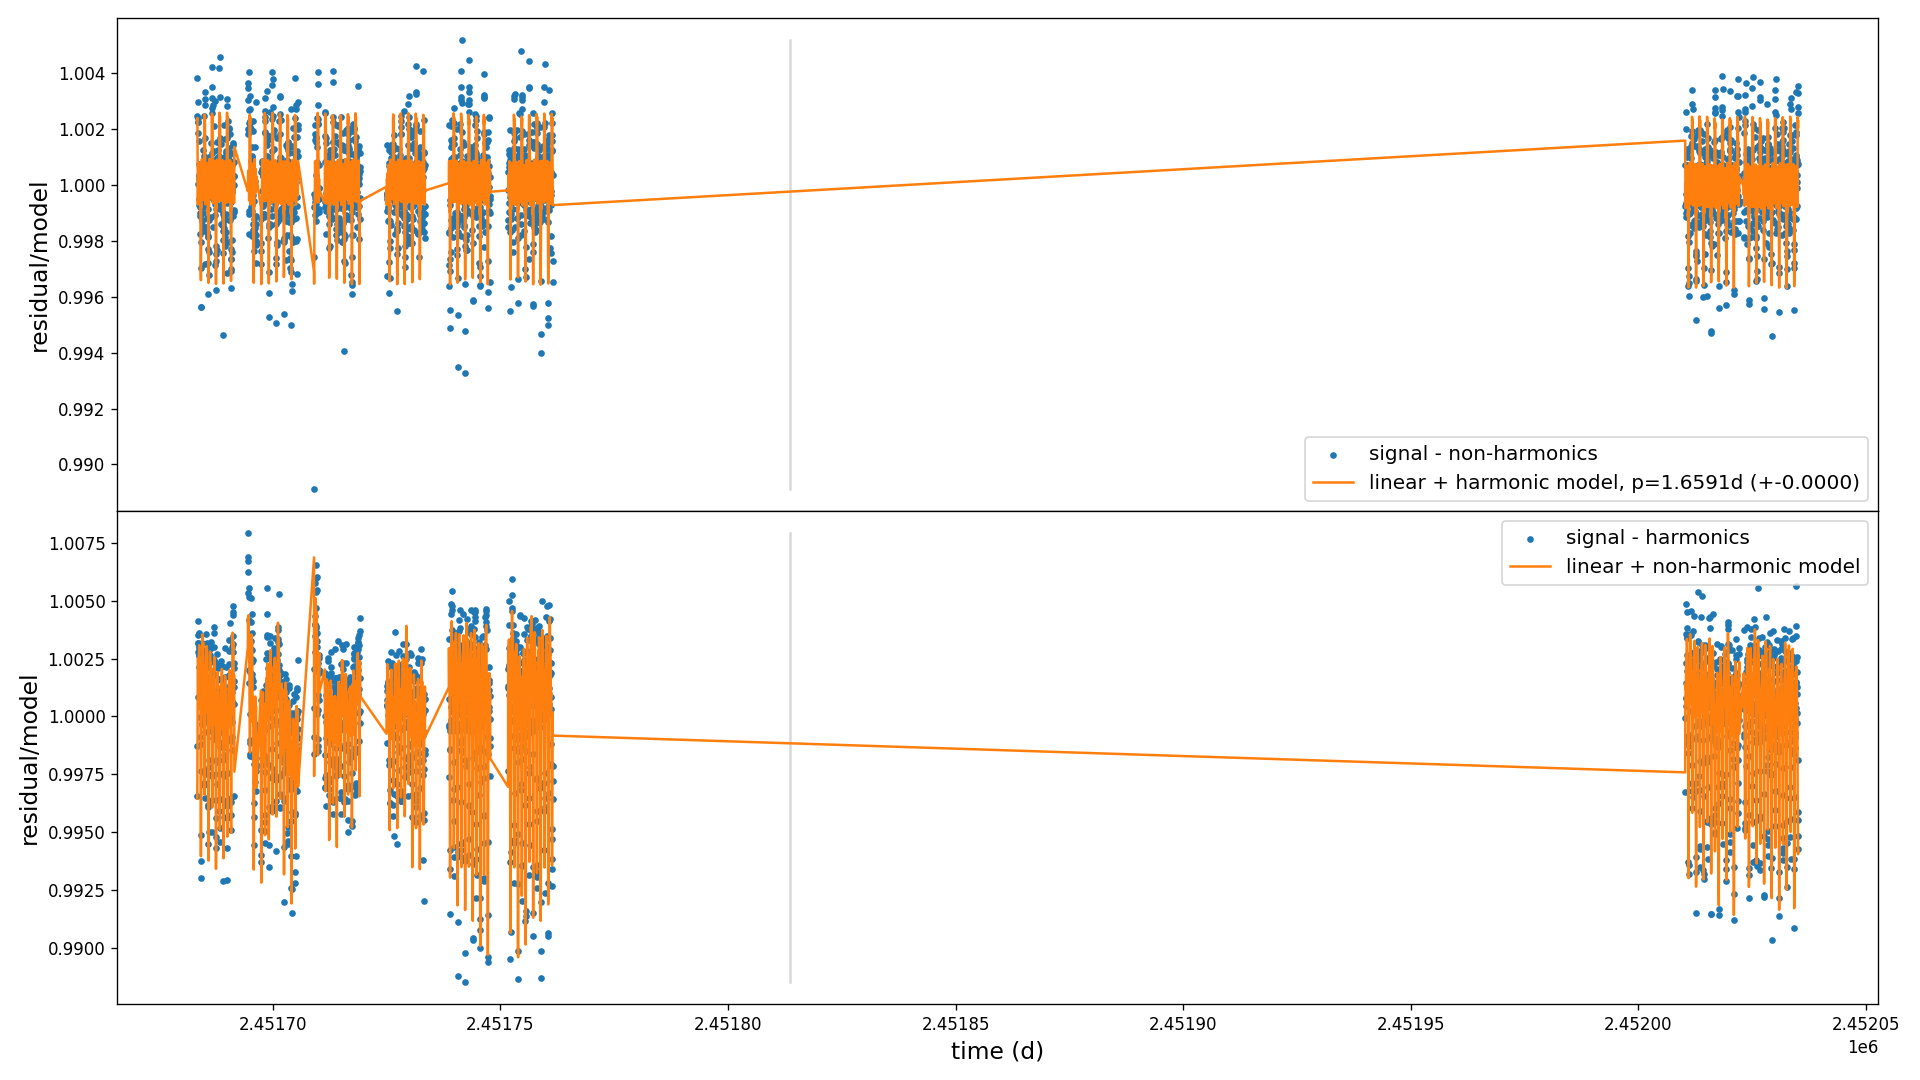 1.004
1.002
1.000
0.998
0.996
0.994
0.992
0.990
residual/model
signal - non-harmonics
linear + harmonic model, p=1.6591d (+-0.0000)
1.0075
1.0050
1.0025
1.0000
0.9975
0.9950
0.9925
0.9900
residual/model
signal - harmonics
linear + non-harmonic model
2.45170 2.45175 2.45180 2.45185 2.45190 2.45195 2.45200 2.45205
1e6
time (d)